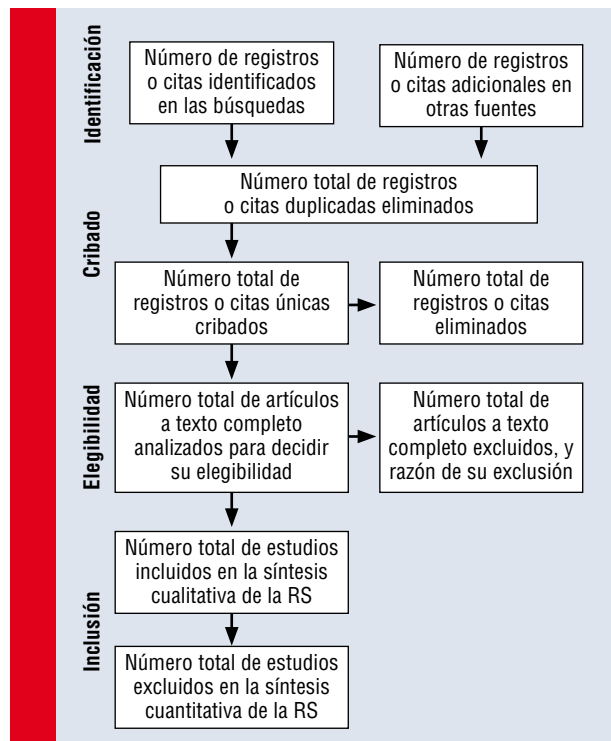 Identificación
Número de registros
o citas identificados
en las búsquedas
Número de registros
o citas adicionales en
otras fuentes
Número total de registros
o citas duplicadas eliminados
Cribado
Número total de
registros o citas únicas
cribados
Número total de
registros o citas
eliminados
Elegibilidad
Número total de artículos
a texto completo
analizados para decidir
su elegibilidad
Número total de
artículos a texto
completo excluidos, y
razón de su exclusión
Inclusión
Número total de estudios
incluidos en la síntesis
cualitativa de la RS
Número total de estudios
excluidos en la síntesis
cuantitativa de la RS